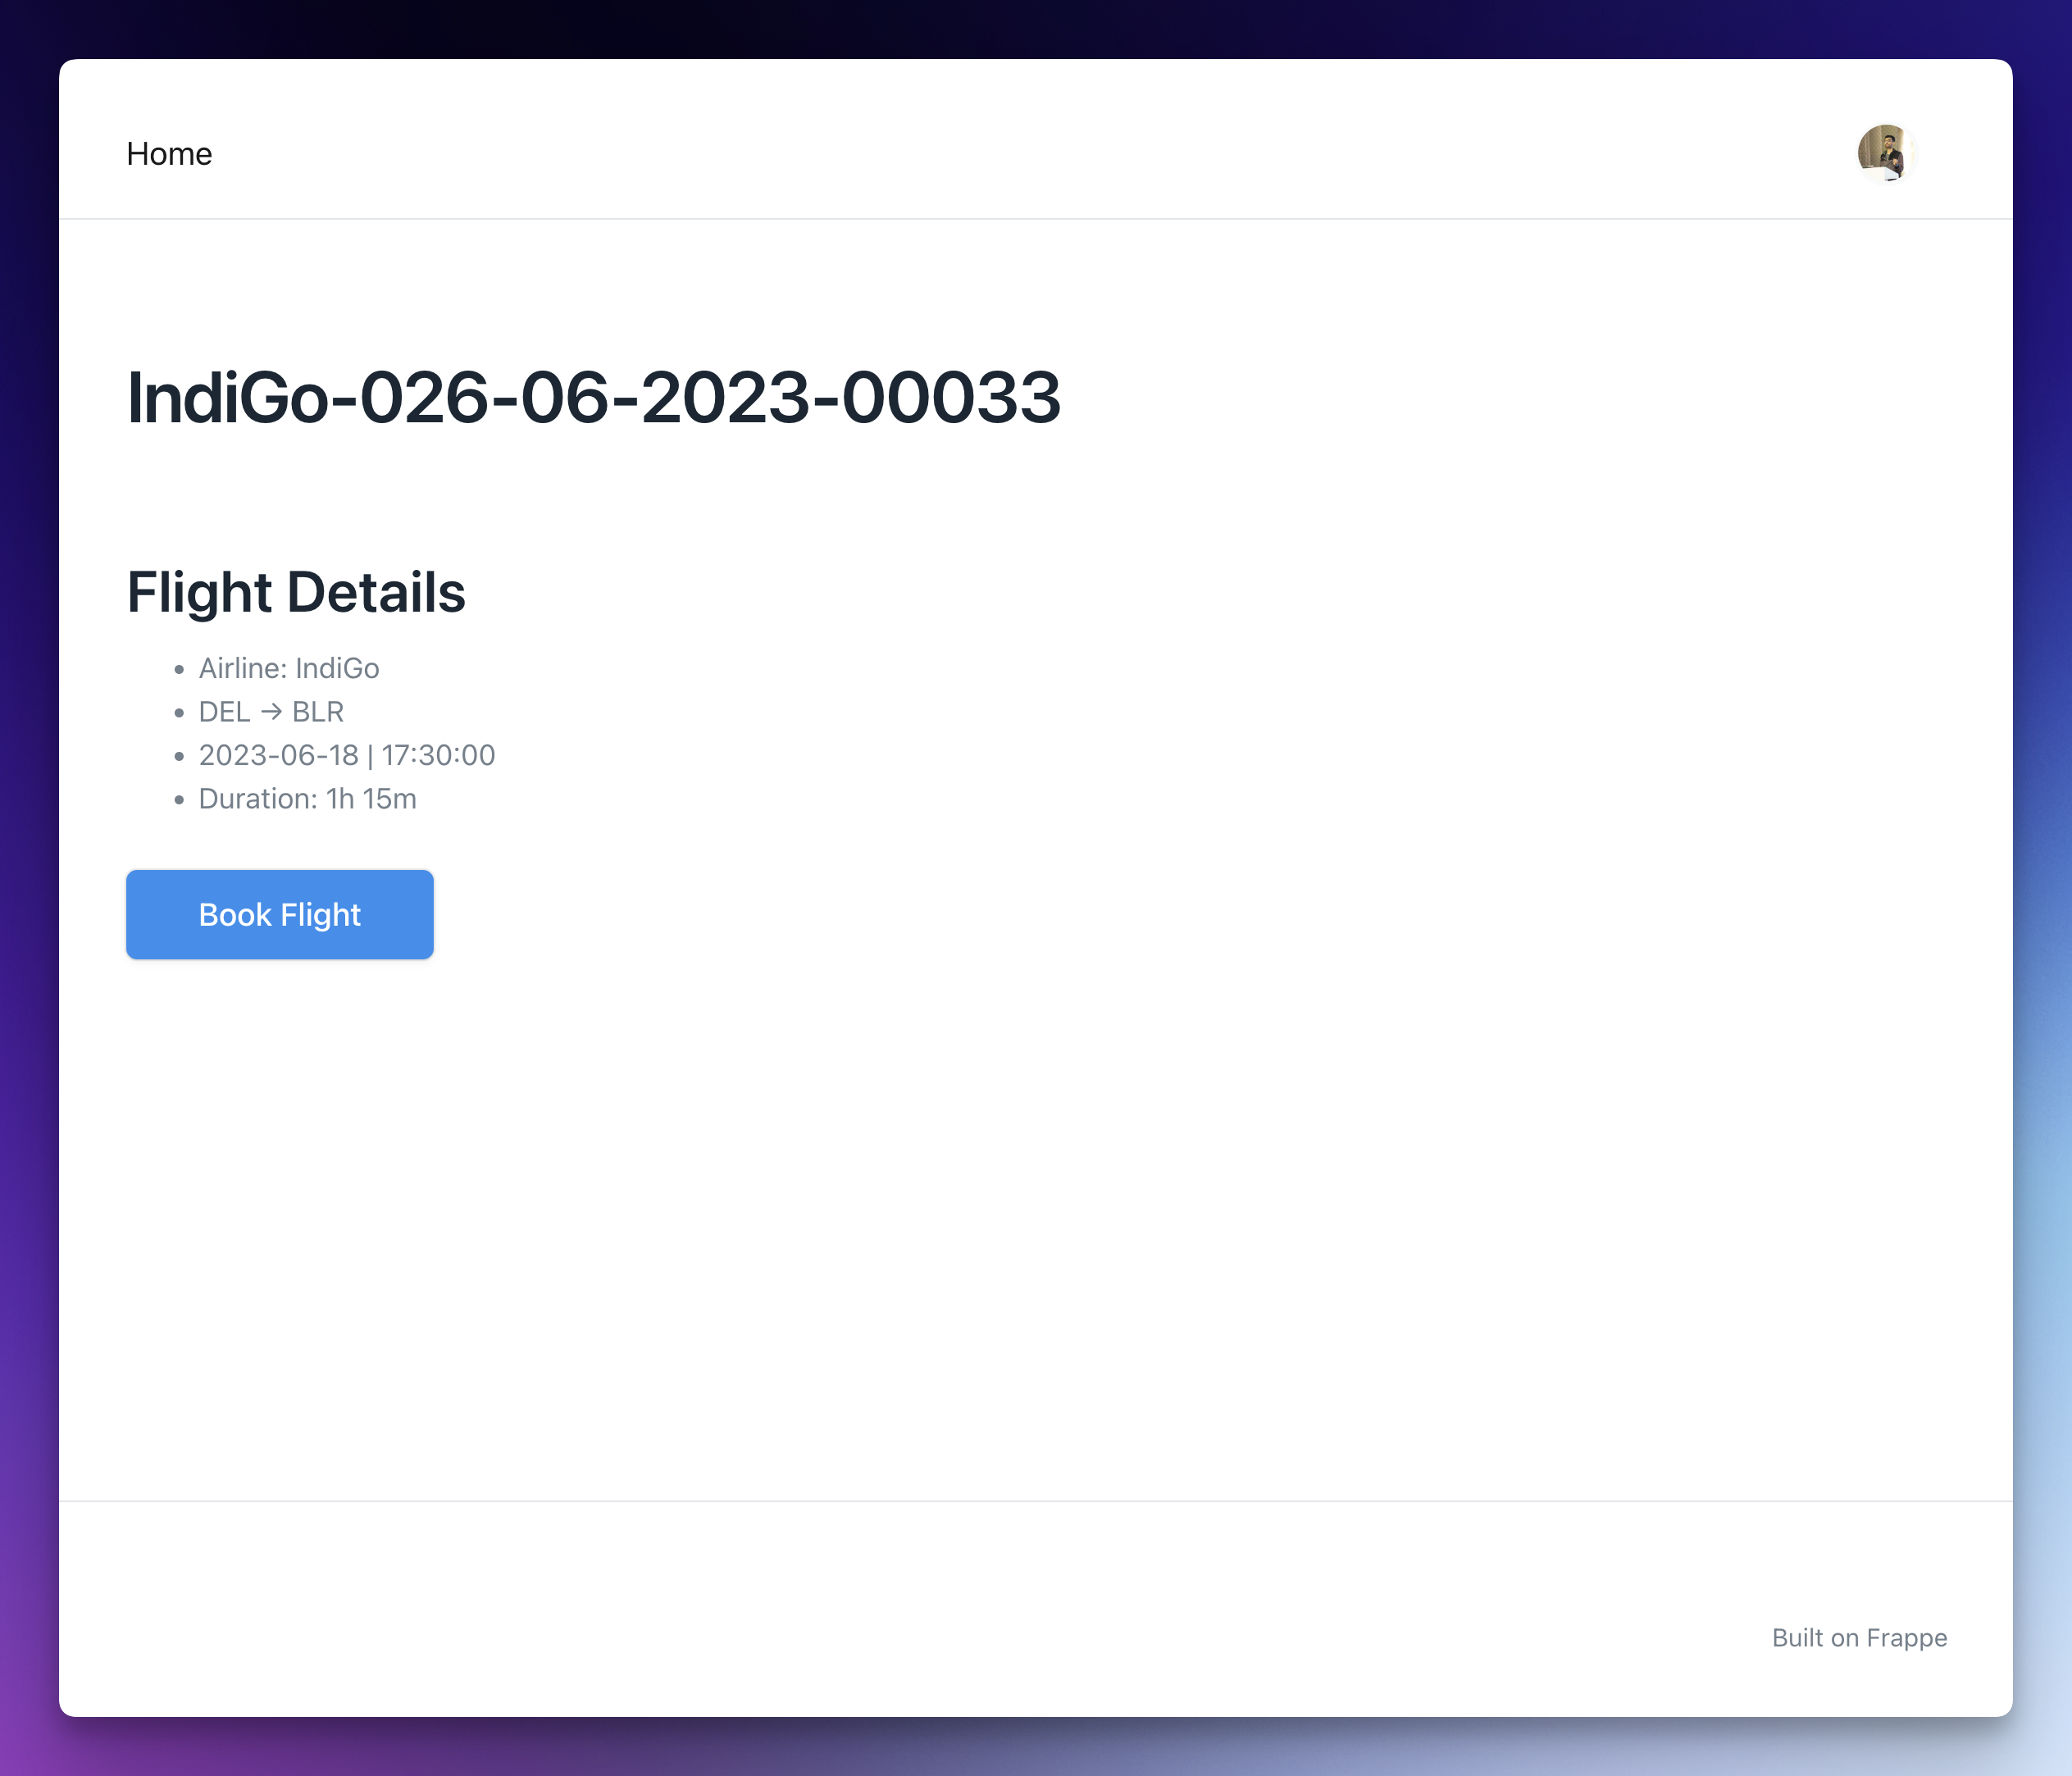 Home
IndiGo-026-06-2023-00033
Flight Details
Airline: IndiGo
DEL → BLR
2023-06-18 | 17:30:00
Duration: 1h 15m
Book Flight
Built on Frappe